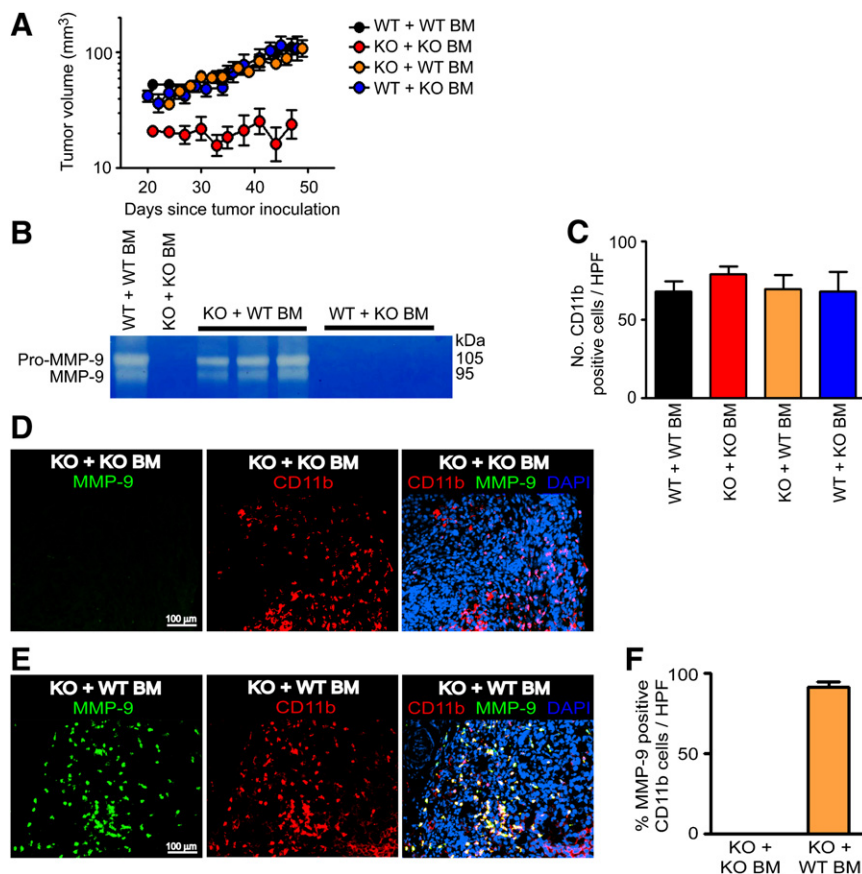 A
Tumor volume (mm³)
100
10
20 30 40 50
Days since tumor inoculation
WT + WT BM
KO + KO BM
KO + WT BM
WT + KO BM
B
WT + WT BM
KO + KO BM
KO + WT BM
WT + KO BM
kDa
Pro-MMP-9
105
MMP-9
95
C
No. CD11b
positive cells / HPF
100
50
0
WT + WT BM
KO + KO BM
KO + WT BM
WT + KO BM
D
KO + KO BM
MMP-9
100 µm
KO + KO BM
CD11b
KO + KO BM
CD11b MMP-9 DAPI
E
KO + WT BM
MMP-9
100 µm
KO + WT BM
CD11b
KO + WT BM
CD11b MMP-9 DAPI
F
% MMP-9 positive
CD11b cells / HPF
100
50
0
KO +
KO BM
KO +
WT BM